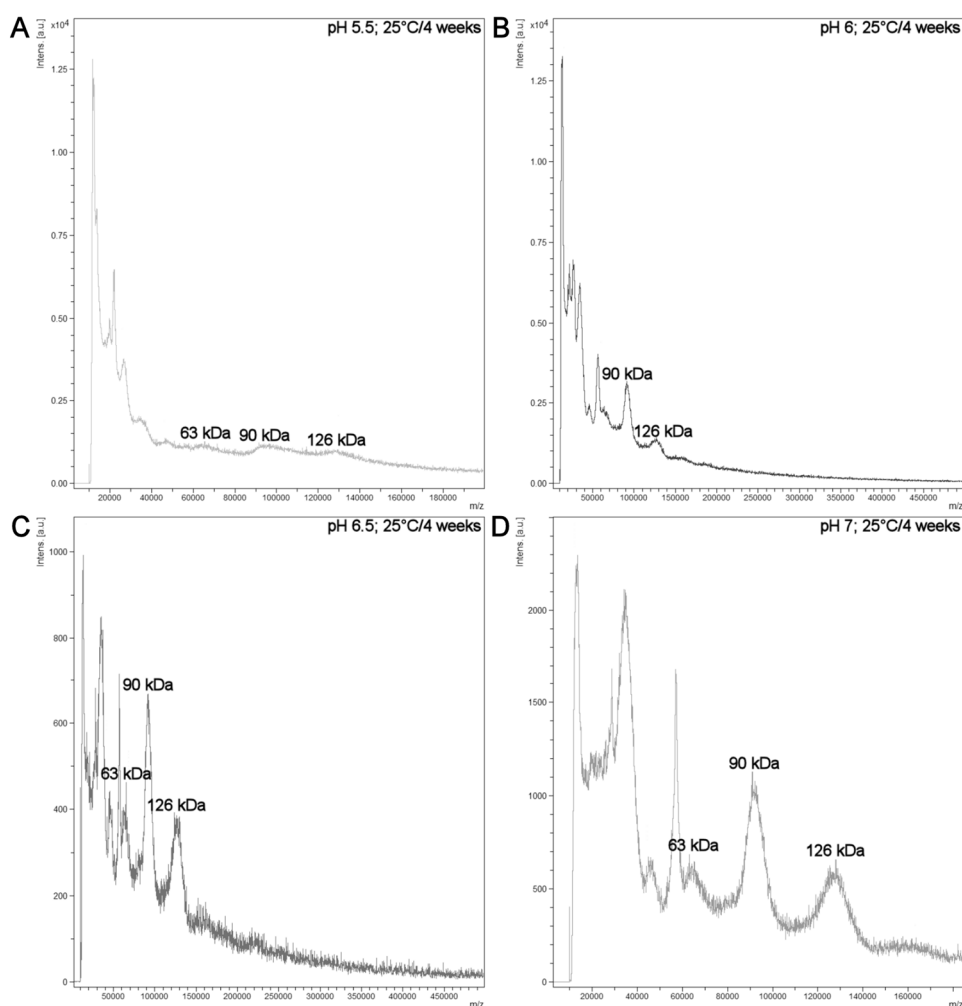 A
pH 5.5; 25°C/4 weeks
Intens. [a.u.]
x10⁴
1.25
1.00
0.75
0.50
0.25
0.00
63 kDa
90 kDa
126 kDa
20000 40000 60000 80000 100000 120000 140000 160000 180000
m/z
B
pH 6; 25°C/4 weeks
Intens. [a.u.]
x10⁴
1.25
1.00
0.75
0.50
0.25
0.00
90 kDa
126 kDa
50000 100000 150000 200000 250000 300000 350000 400000 450000
m/z
C
pH 6.5; 25°C/4 weeks
Intens. [a.u.]
1000
800
600
400
200
0
90 kDa
63 kDa
126 kDa
50000 100000 150000 200000 250000 300000 350000 400000 450000
m/z
D
pH 7; 25°C/4 weeks
Intens. [a.u.]
2000
1500
1000
500
0
90 kDa
63 kDa
126 kDa
20000 40000 60000 80000 100000 120000 140000 160000
m/z